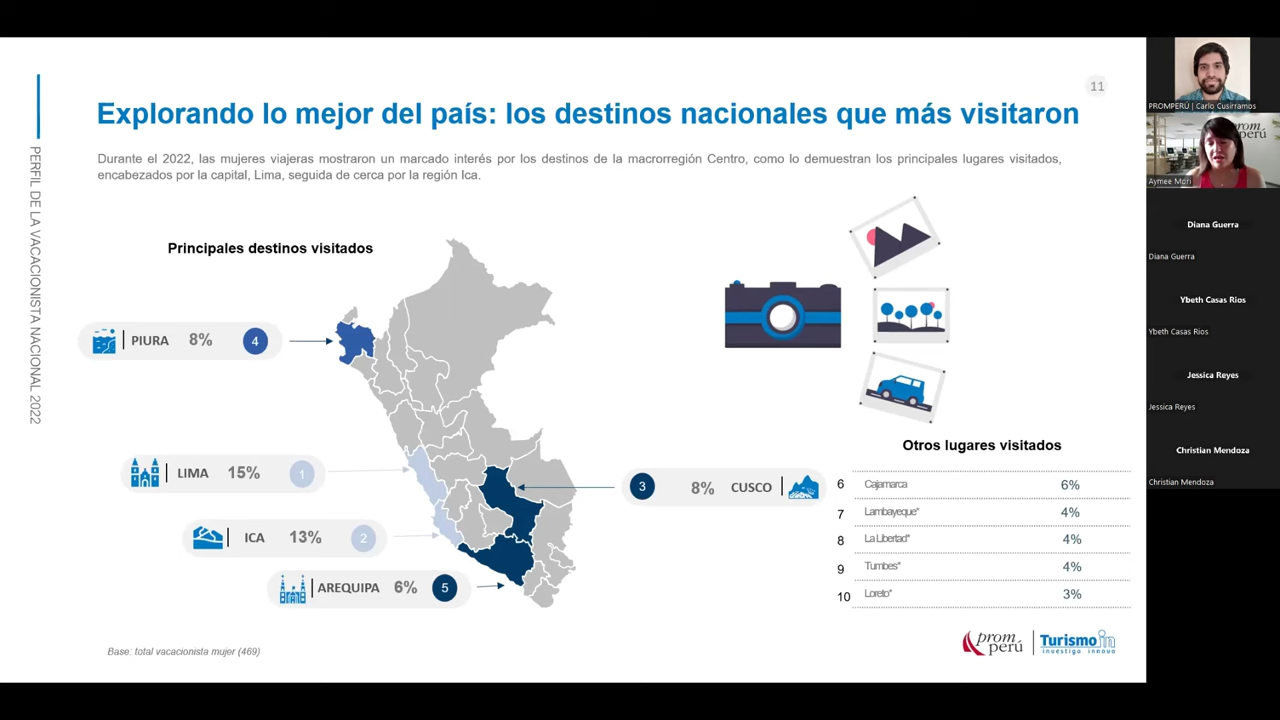 11
Explorando lo mejor del país: los destinos nacionales que más visitaron
Durante el 2022, las mujeres viajeras mostraron un marcado interés por los destinos de la macrorregión Centro, como lo demuestran los principales lugares visitados,
encabezados por la capital, Lima, seguida de cerca por la región Ica.
PERFIL DE LA VACACIONISTA NACIONAL 2022
Principales destinos visitados
PIURA 8% 4
LIMA 15% 1
3 8% CUSCO
ICA 13% 2
AREQUIPA 6% 5
Otros lugares visitados
6 Cajamarca 6%
7 Lambayeque* 4%
8 La Libertad* 4%
9 Tumbes* 4%
10 Loreto* 3%
Base: total vacacionista mujer (469)
prom
perú
Turismo in
investiga innova
PROMPERÚ | Carlo Cusirramos
prom
perú
Aymee Mori
Diana Guerra
Diana Guerra
Ybeth Casas Rios
Ybeth Casas Rios
Jessica Reyes
Jessica Reyes
Christian Mendoza
Christian Mendoza